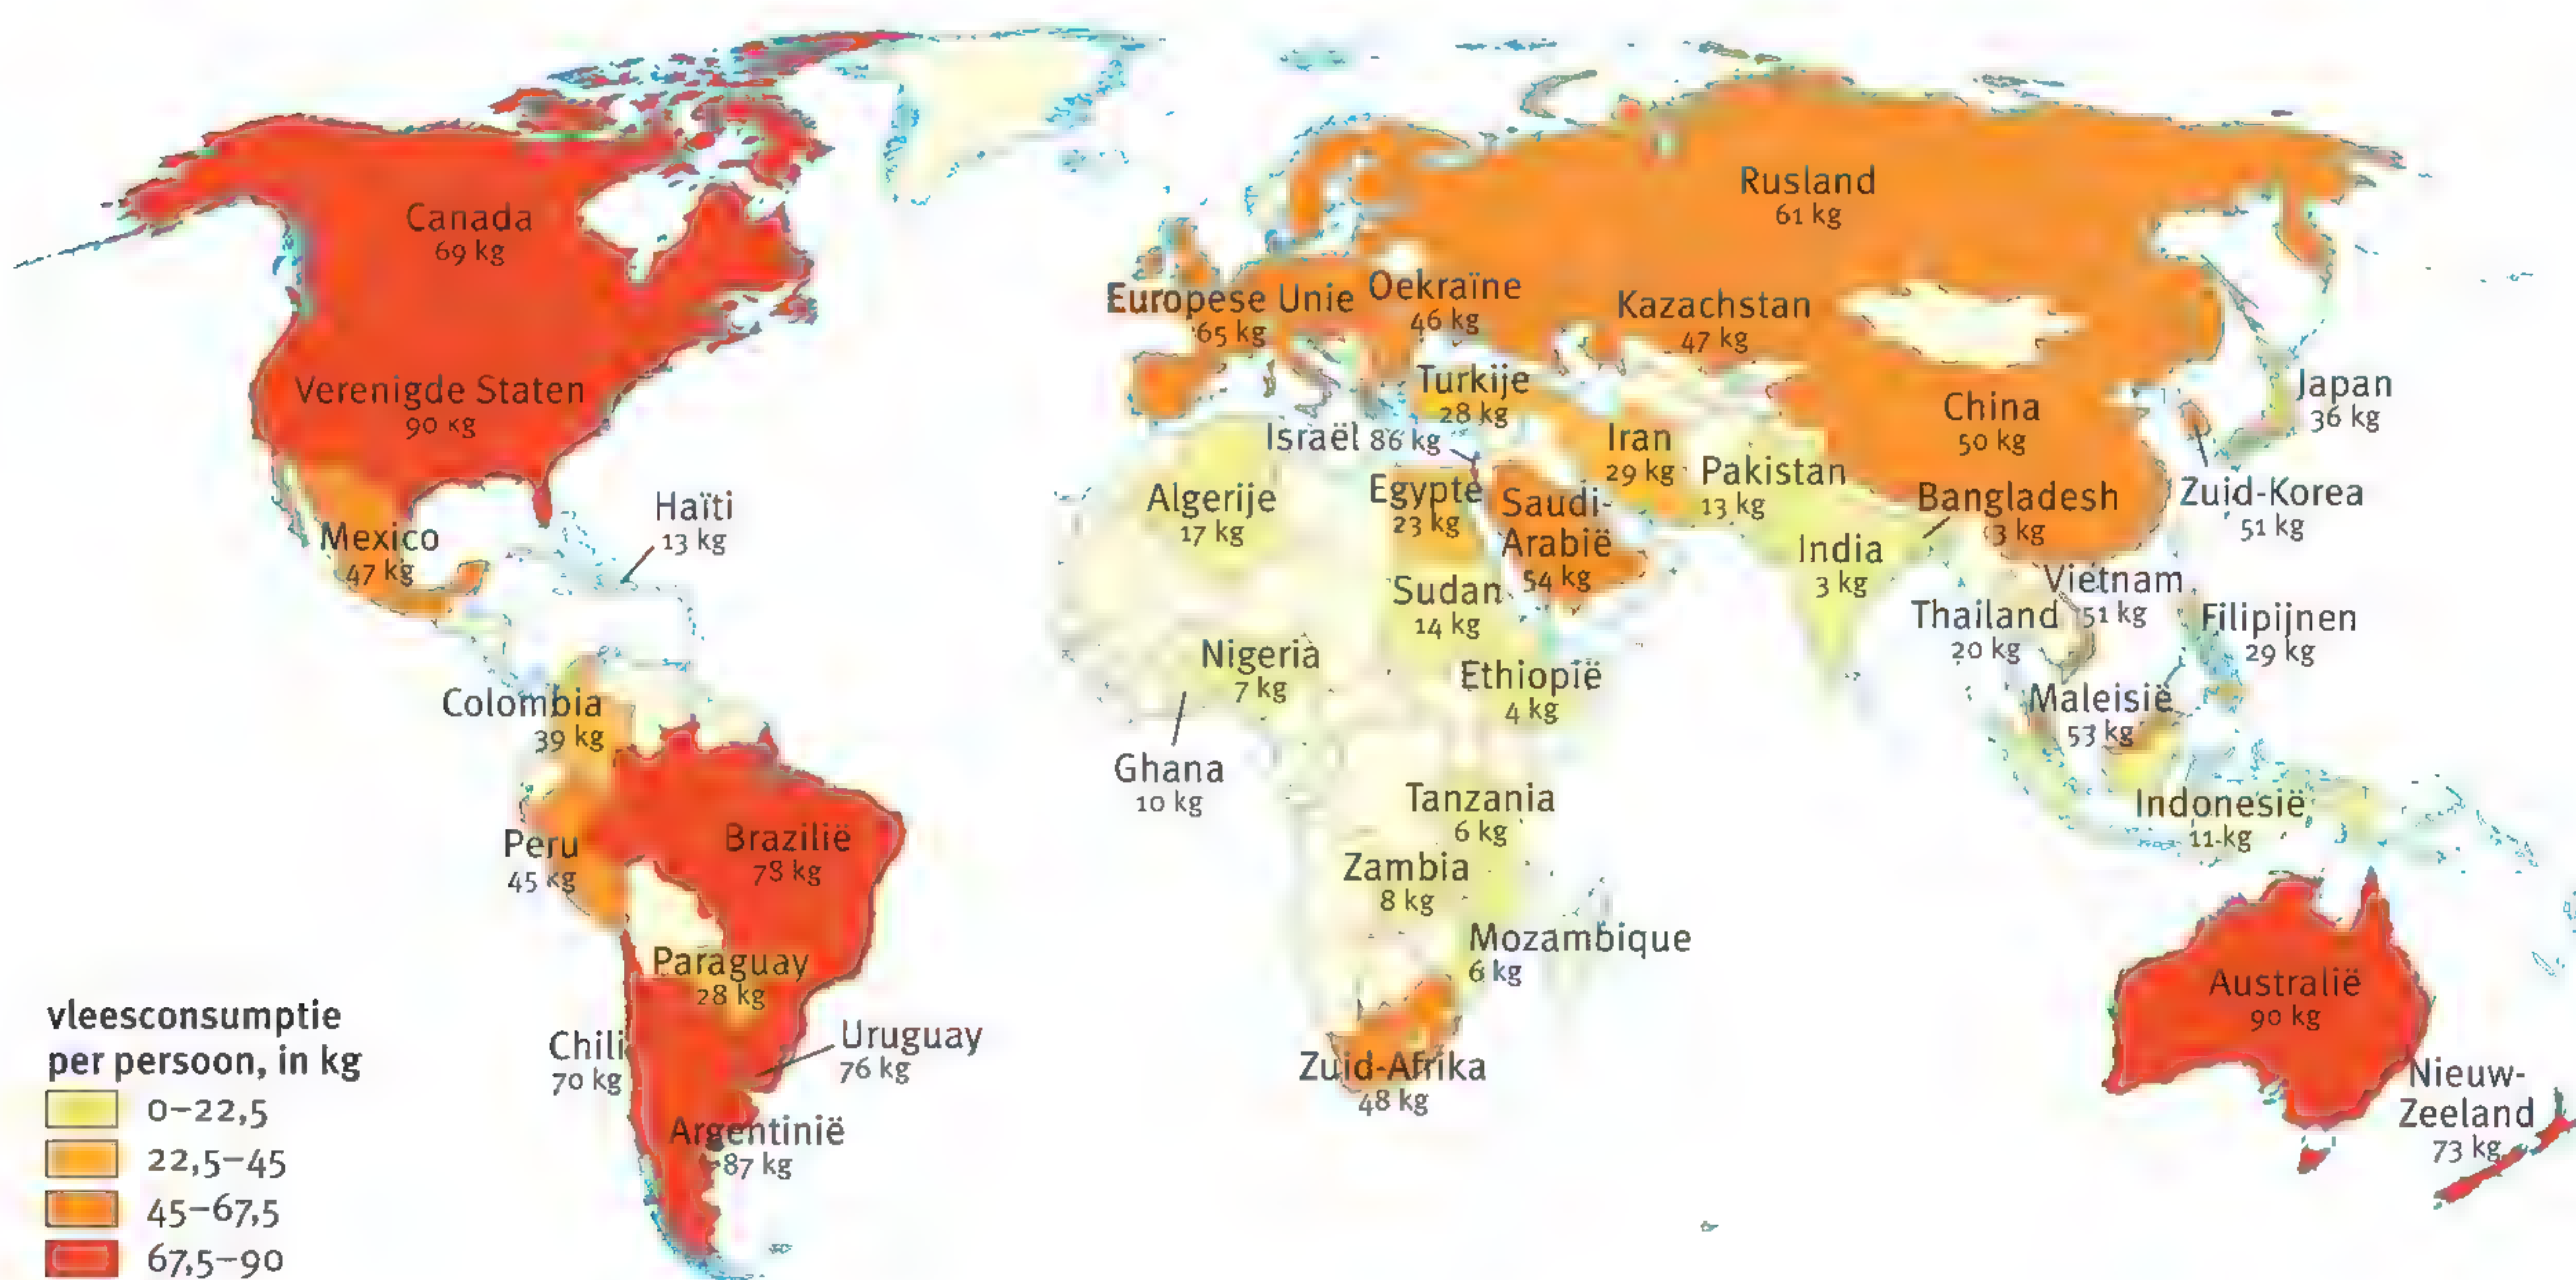 Canada
69 kg
Verenigde Staten
90 kg
Mexico
47 kg
Haïti
13 kg
Colombia
39 kg
Peru
45 kg
Brazilië
78 kg
Paraguay
28 kg
Chili
70 kg
Uruguay
76 kg
Argentinië
87 kg
Rusland
61 kg
Europese Unie
65 kg
Oekraïne
46 kg
Kazachstan
47 kg
Turkije
28 kg
Israël 86 kg
Iran
29 kg
Pakistan
13 kg
China
50 kg
Japan
36 kg
Zuid-Korea
51 kg
Algerije
17 kg
Egypte
23 kg
Saudi-
Arabië
54 kg
Bangladesh
3 kg
India
3 kg
Vietnam
51 kg
Thailand
20 kg
Filipijnen
29 kg
Sudan
14 kg
Nigeria
7 kg
Ethiopië
4 kg
Ghana
10 kg
Maleisië
53 kg
Indonesië
11 kg
Tanzania
6 kg
Zambia
8 kg
Mozambique
6 kg
Zuid-Afrika
48 kg
Australië
90 kg
Nieuw-
Zeeland
73 kg
vleesconsumptie
per persoon, in kg
0–22,5
22,5–45
45–67,5
67,5–90